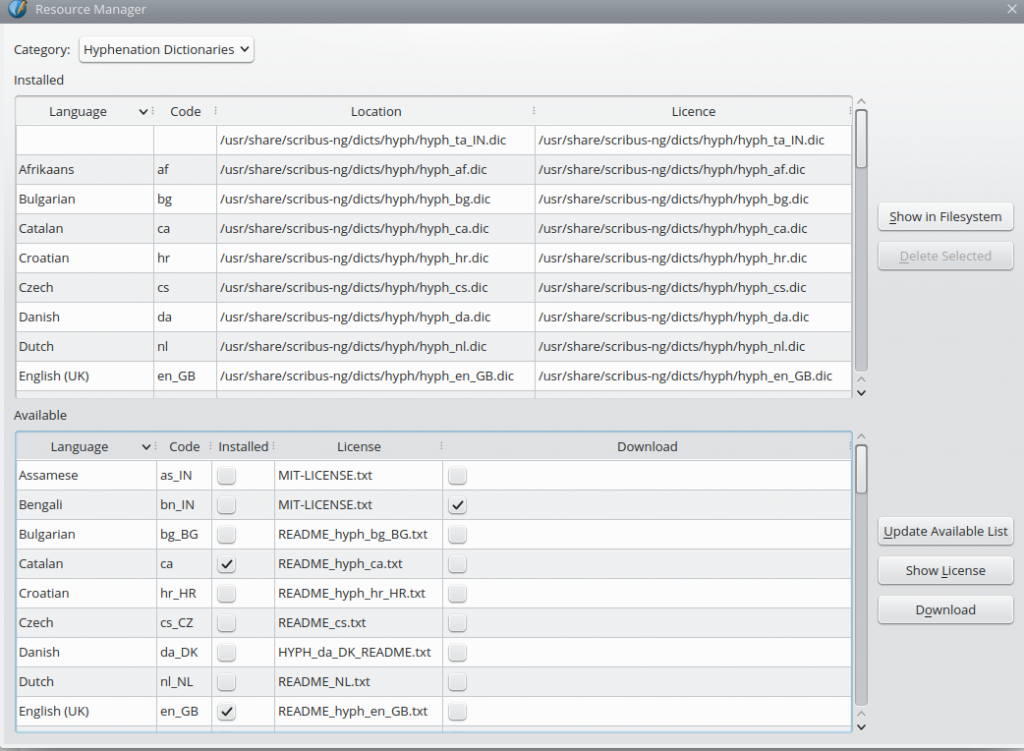 Resource Manager
Category: Hyphenation Dictionaries
Installed
Language Code Location Licence
/usr/share/scribus-ng/dicts/hyph/hyph_ta_IN.dic /usr/share/scribus-ng/dicts/hyph/hyph_ta_IN.dic
Afrikaans af /usr/share/scribus-ng/dicts/hyph/hyph_af.dic /usr/share/scribus-ng/dicts/hyph/hyph_af.dic
Bulgarian bg /usr/share/scribus-ng/dicts/hyph/hyph_bg.dic /usr/share/scribus-ng/dicts/hyph/hyph_bg.dic
Show in Filesystem
Catalan ca /usr/share/scribus-ng/dicts/hyph/hyph_ca.dic /usr/share/scribus-ng/dicts/hyph/hyph_ca.dic
Croatian hr /usr/share/scribus-ng/dicts/hyph/hyph_hr.dic /usr/share/scribus-ng/dicts/hyph/hyph_hr.dic
Delete Selected
Czech cs /usr/share/scribus-ng/dicts/hyph/hyph_cs.dic /usr/share/scribus-ng/dicts/hyph/hyph_cs.dic
Danish da /usr/share/scribus-ng/dicts/hyph/hyph_da.dic /usr/share/scribus-ng/dicts/hyph/hyph_da.dic
Dutch nl /usr/share/scribus-ng/dicts/hyph/hyph_nl.dic /usr/share/scribus-ng/dicts/hyph/hyph_nl.dic
English (UK) en_GB /usr/share/scribus-ng/dicts/hyph/hyph_en_GB.dic /usr/share/scribus-ng/dicts/hyph/hyph_en_GB.dic
Available
Language Code Installed License Download
Assamese as_IN MIT-LICENSE.txt
Bengali bn_IN MIT-LICENSE.txt
Bulgarian bg_BG README_hyph_bg_BG.txt
Update Available List
Catalan ca README_hyph_ca.txt
Show License
Croatian hr_HR README_hyph_hr_HR.txt
Download
Czech cs_CZ README_cs.txt
Danish da_DK HYPH_da_DK_README.txt
Dutch nl_NL README_NL.txt
English (UK) en_GB README_hyph_en_GB.txt